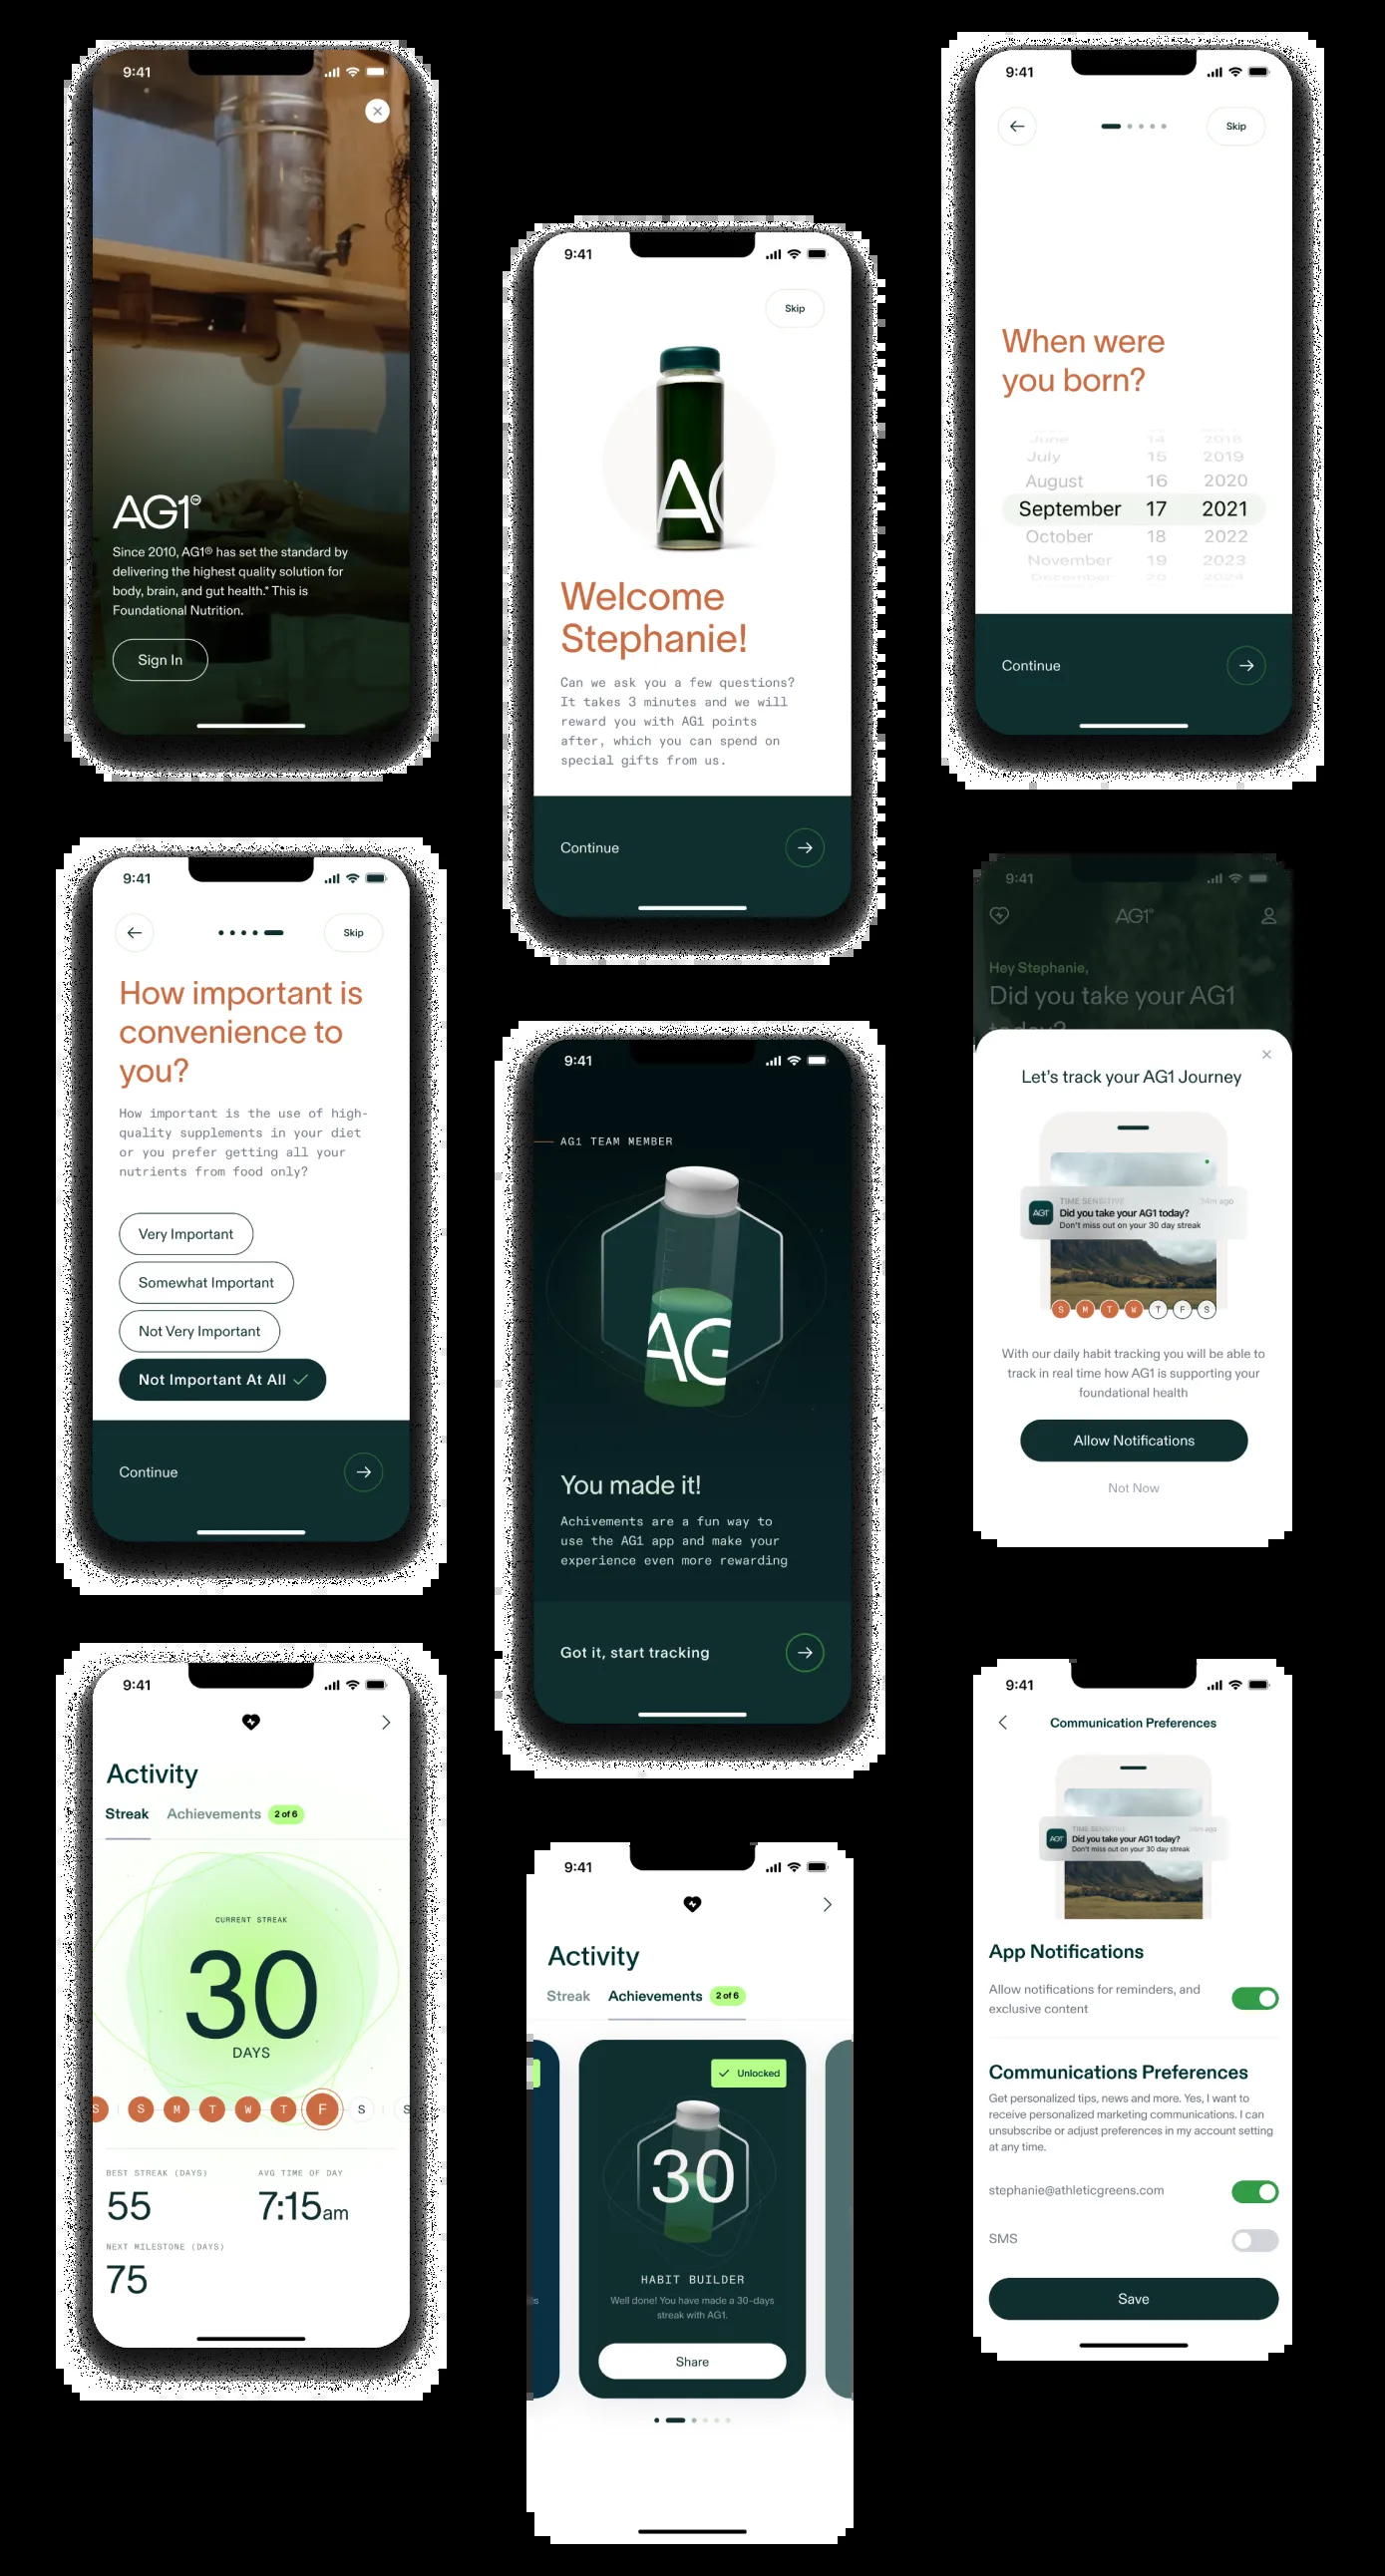 9:41
AG1®
Since 2010, AG1® has set the standard by
delivering the highest quality solution for
body, brain, and gut health.* This is
Foundational Nutrition.
Sign In
9:41
Skip
AG
Welcome
Stephanie!
Can we ask you a few questions?
It takes 3 minutes and we will
reward you with AG1 points
after, which you can spend on
special gifts from us.
Continue
9:41
Skip
When were
you born?
June 14 2018
July 15 2019
August 16 2020
September 17 2021
October 18 2022
November 19 2023
December 20 2024
Continue
9:41
Skip
How important is
convenience to
you?
How important is the use of high-
quality supplements in your diet
or you prefer getting all your
nutrients from food only?
Very Important
Somewhat Important
Not Very Important
Not Important At All
Continue
9:41
AG1 TEAM MEMBER
AG
You made it!
Achivements are a fun way to
use the AG1 app and make your
experience even more rewarding
Got it, start tracking
9:41
AG1®
Hey Stephanie,
Did you take your AG1
today?
Let's track your AG1 Journey
TIME SENSITIVE 34m ago
AG1
Did you take your AG1 today?
Don't miss out on your 30 day streak
S M T W T F S
With our daily habit tracking you will be able to
track in real time how AG1 is supporting your
foundational health
Allow Notifications
Not Now
9:41
Activity
Streak Achievements 2 of 6
CURRENT STREAK
30
DAYS
S S M T W T F S S
BEST STREAK (DAYS) AVG TIME OF DAY
55 7:15am
NEXT MILESTONE (DAYS)
75
9:41
Activity
Streak Achievements 2 of 6
Unlocked
30
HABIT BUILDER
Well done! You have made a 30-days
streak with AG1.
Share
9:41
Communication Preferences
TIME SENSITIVE 34m ago
AG1
Did you take your AG1 today?
Don't miss out on your 30 day streak
App Notifications
Allow notifications for reminders, and
exclusive content
Communications Preferences
Get personalized tips, news and more. Yes, I want to
receive personalized marketing communications. I can
unsubscribe or adjust preferences in my account setting
at any time.
stephanie@athleticgreens.com
SMS
Save